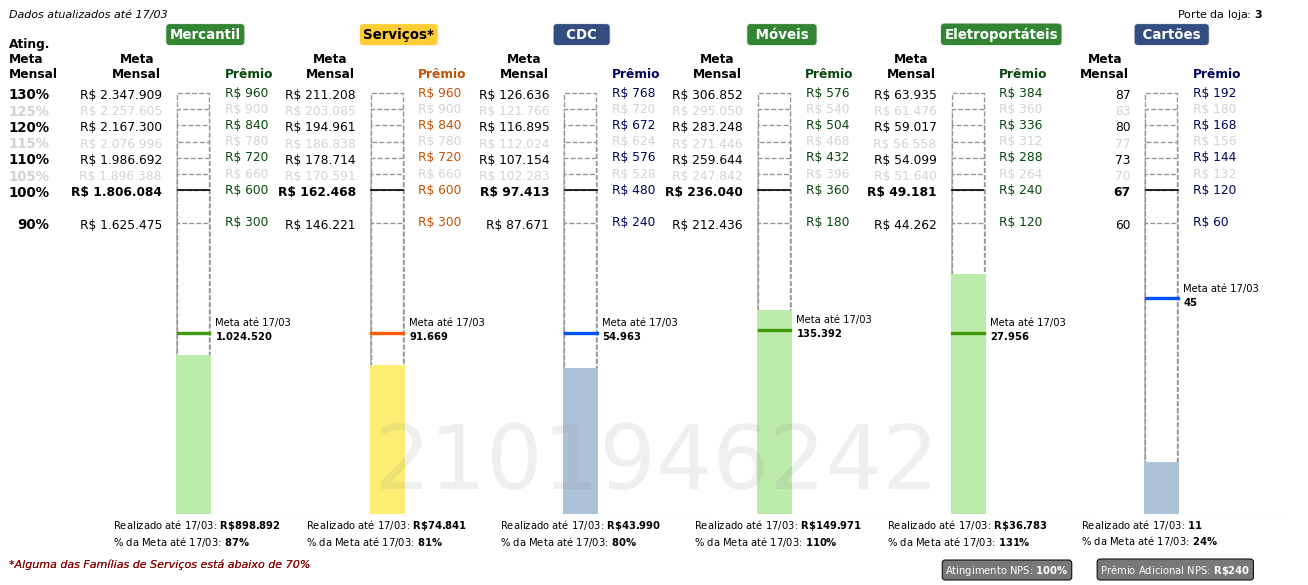 Dados atualizados até 17/03
Porte da loja: 3
Mercantil Serviços* CDC Móveis Eletroportáteis Cartões
Ating. Meta Mensal
Meta Mensal Prêmio Meta Mensal Prêmio Meta Mensal Prêmio Meta Mensal Prêmio Meta Mensal Prêmio Meta Mensal Prêmio
130% R$ 2.347.909 R$ 960 R$ 211.208 R$ 960 R$ 126.636 R$ 768 R$ 306.852 R$ 576 R$ 63.935 R$ 384 87 R$ 192
125% R$ 2.257.605 R$ 900 R$ 203.085 R$ 900 R$ 121.766 R$ 720 R$ 295.050 R$ 540 R$ 61.476 R$ 360 83 R$ 180
120% R$ 2.167.300 R$ 840 R$ 194.961 R$ 840 R$ 116.895 R$ 672 R$ 283.248 R$ 504 R$ 59.017 R$ 336 80 R$ 168
115% R$ 2.076.996 R$ 780 R$ 186.838 R$ 780 R$ 112.024 R$ 624 R$ 271.446 R$ 468 R$ 56.558 R$ 312 77 R$ 156
110% R$ 1.986.692 R$ 720 R$ 178.714 R$ 720 R$ 107.154 R$ 576 R$ 259.644 R$ 432 R$ 54.099 R$ 288 73 R$ 144
105% R$ 1.896.388 R$ 660 R$ 170.591 R$ 660 R$ 102.283 R$ 528 R$ 247.842 R$ 396 R$ 51.640 R$ 264 70 R$ 132
100% R$ 1.806.084 R$ 600 R$ 162.468 R$ 600 R$ 97.413 R$ 480 R$ 236.040 R$ 360 R$ 49.181 R$ 240 67 R$ 120
90% R$ 1.625.475 R$ 300 R$ 146.221 R$ 300 R$ 87.671 R$ 240 R$ 212.436 R$ 180 R$ 44.262 R$ 120 60 R$ 60
Meta até 17/03 Meta até 17/03 Meta até 17/03 Meta até 17/03 Meta até 17/03 Meta até 17/03
1.024.520 91.669 54.963 135.392 27.956 45
2101946242
Realizado até 17/03: R$898.892 Realizado até 17/03: R$74.841 Realizado até 17/03: R$43.990 Realizado até 17/03: R$149.971 Realizado até 17/03: R$36.783 Realizado até 17/03: 11
% da Meta até 17/03: 87% % da Meta até 17/03: 81% % da Meta até 17/03: 80% % da Meta até 17/03: 110% % da Meta até 17/03: 131% % da Meta até 17/03: 24%
*Alguma das Famílias de Serviços está abaixo de 70%
Atingimento NPS: 100% Prêmio Adicional NPS: R$240